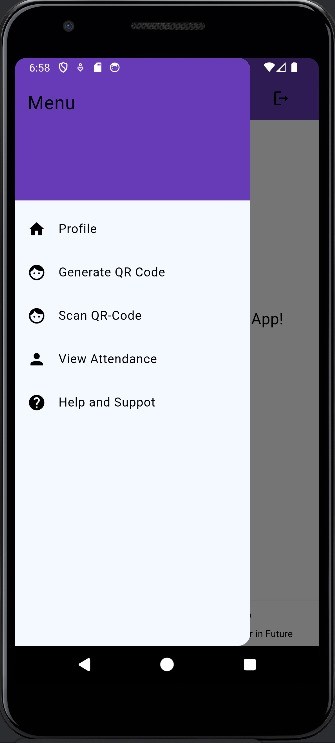 6:58
Menu
Profile
App!
Generate QR Code
Scan QR-Code
View Attendance
Help and Suppot
in Future